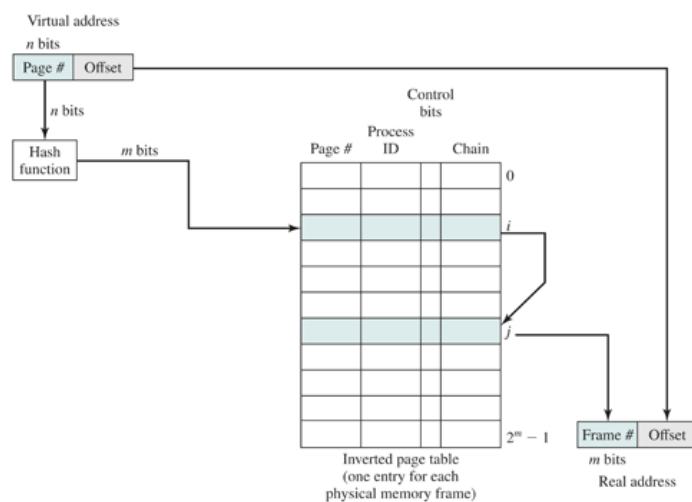 Virtual address
n bits
Page # Offset
n bits
Hash
function
m bits
Control
bits
Process
Page # ID Chain
0
i
j
2^m − 1
Inverted page table
(one entry for each
physical memory frame)
Frame # Offset
m bits
Real address